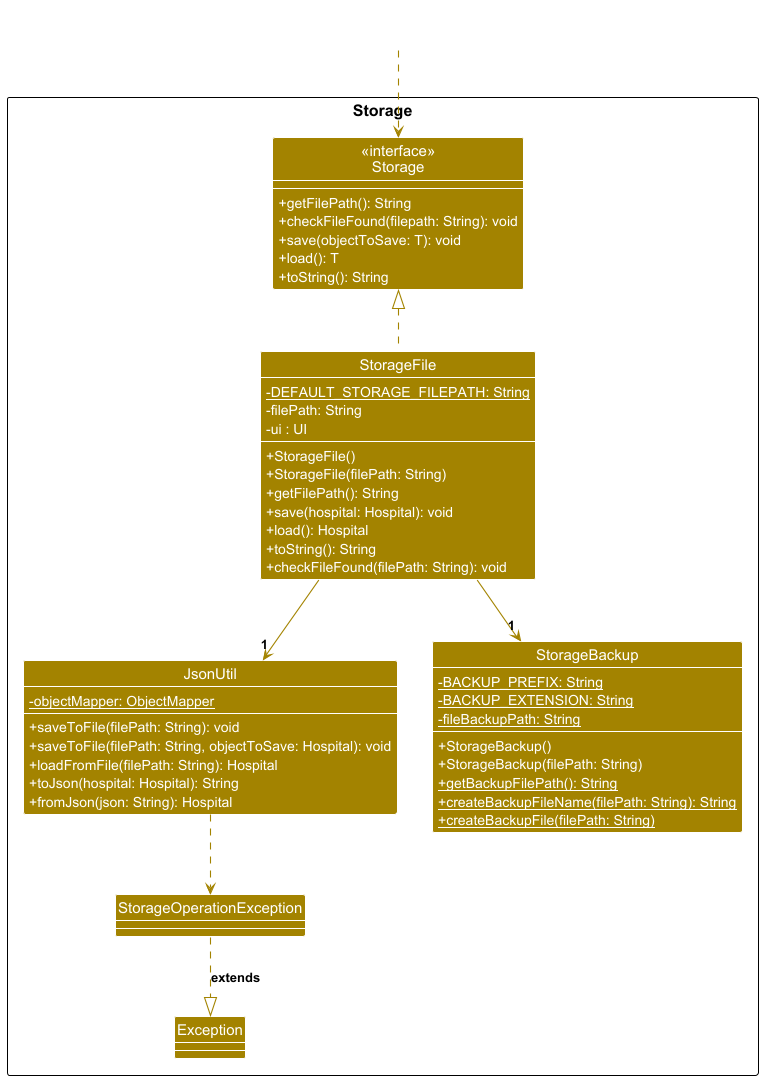 Storage
«interface»
Storage
+getFilePath(): String
+checkFileFound(filepath: String): void
+save(objectToSave: T): void
+load(): T
+toString(): String
StorageFile
-DEFAULT_STORAGE_FILEPATH: String
-filePath: String
-ui : UI
+StorageFile()
+StorageFile(filePath: String)
+getFilePath(): String
+save(hospital: Hospital): void
+load(): Hospital
+toString(): String
+checkFileFound(filePath: String): void
1
1
JsonUtil
-objectMapper: ObjectMapper
+saveToFile(filePath: String): void
+saveToFile(filePath: String, objectToSave: Hospital): void
+loadFromFile(filePath: String): Hospital
+toJson(hospital: Hospital): String
+fromJson(json: String): Hospital
StorageBackup
-BACKUP_PREFIX: String
-BACKUP_EXTENSION: String
-fileBackupPath: String
+StorageBackup()
+StorageBackup(filePath: String)
+getBackupFilePath(): String
+createBackupFileName(filePath: String): String
+createBackupFile(filePath: String)
StorageOperationException
extends
Exception